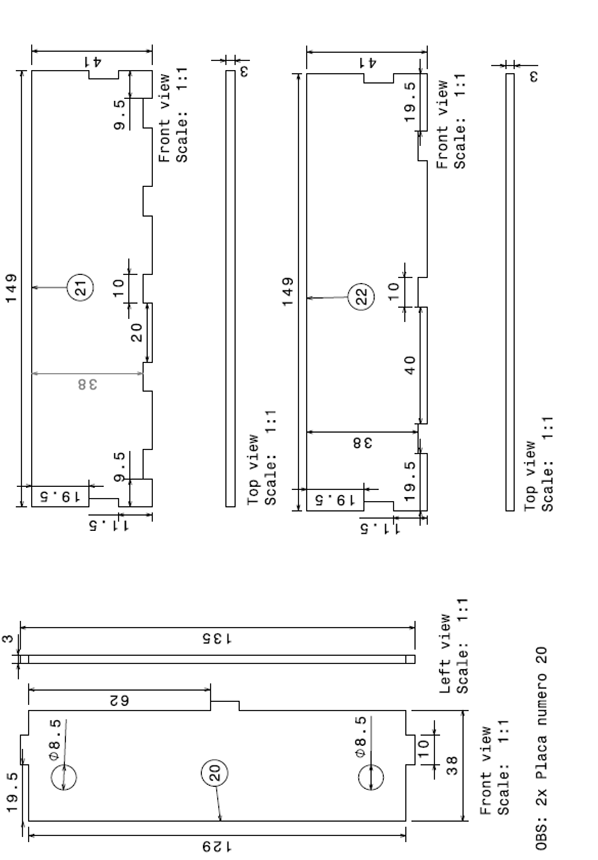 41
9.5
Front view
Scale: 1:1
3
149
21
10
20
38
9.5
19.5
11.5
Top view
Scale: 1:1
41
19.5
Front view
Scale: 1:1
3
149
22
10
40
38
19.5
19.5
11.5
Top view
Scale: 1:1
3
135
Left view
Scale: 1:1
62
Φ8.5
Φ8.5
19.5
20
10
38
129
Front view
Scale: 1:1
OBS: 2x Placa numero 20